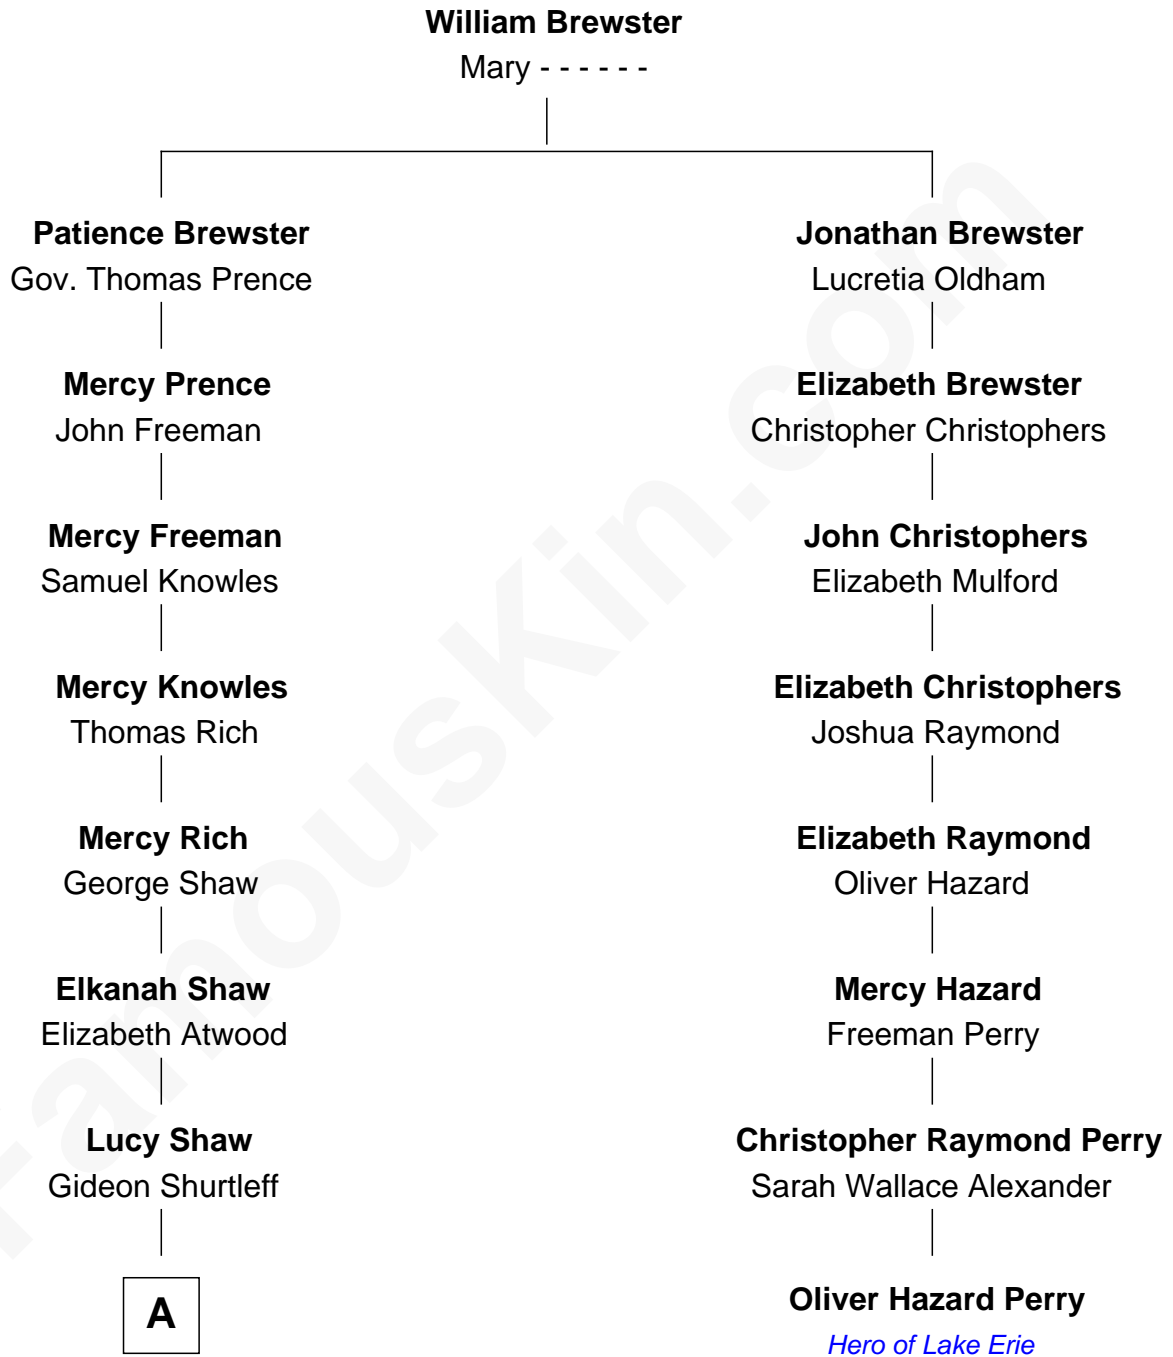 William Brewster
Mary - - - - - -
Patience Brewster
Gov. Thomas Prence
Jonathan Brewster
Lucretia Oldham
Mercy Prence
John Freeman
Elizabeth Brewster
Christopher Christophers
Mercy Freeman
Samuel Knowles
John Christophers
Elizabeth Mulford
Mercy Knowles
Thomas Rich
Elizabeth Christophers
Joshua Raymond
Mercy Rich
George Shaw
Elizabeth Raymond
Oliver Hazard
Elkanah Shaw
Elizabeth Atwood
Mercy Hazard
Freeman Perry
Lucy Shaw
Gideon Shurtleff
Christopher Raymond Perry
Sarah Wallace Alexander
A
Oliver Hazard Perry
Hero of Lake Erie
FamousKin.com